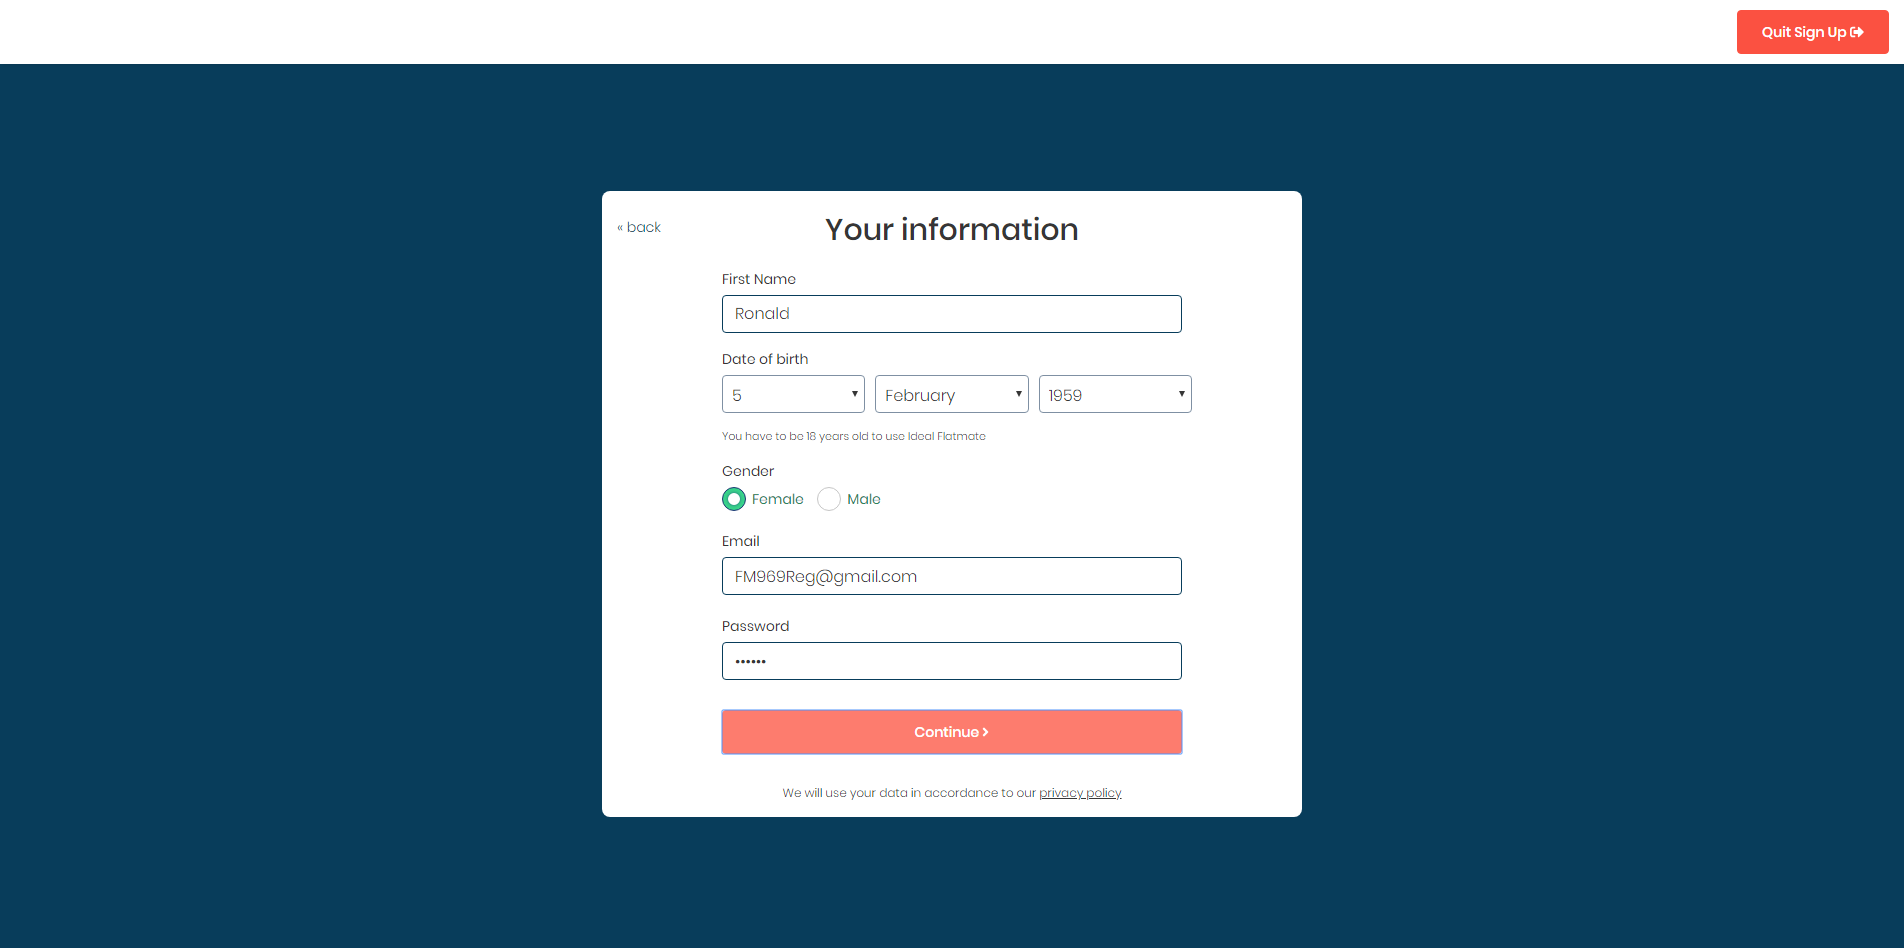 Quit Sign Up
« back
Your information
First Name
Ronald
Date of birth
5 February 1959
You have to be 18 years old to use Ideal Flatmate
Gender
Female Male
Email
FM969Reg@gmail.com
Password
••••••
Continue
We will use your data in accordance to our privacy policy